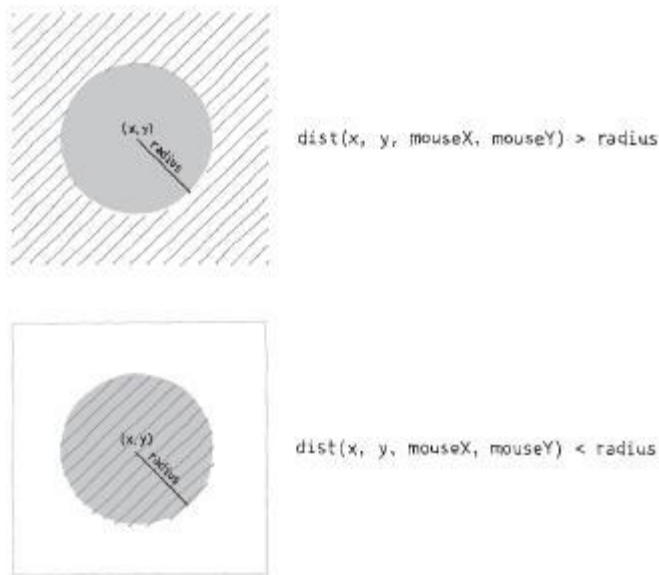 (x,y)
radius
dist(x, y, mouseX, mouseY) > radius
(x,y)
radius
dist(x, y, mouseX, mouseY) < radius